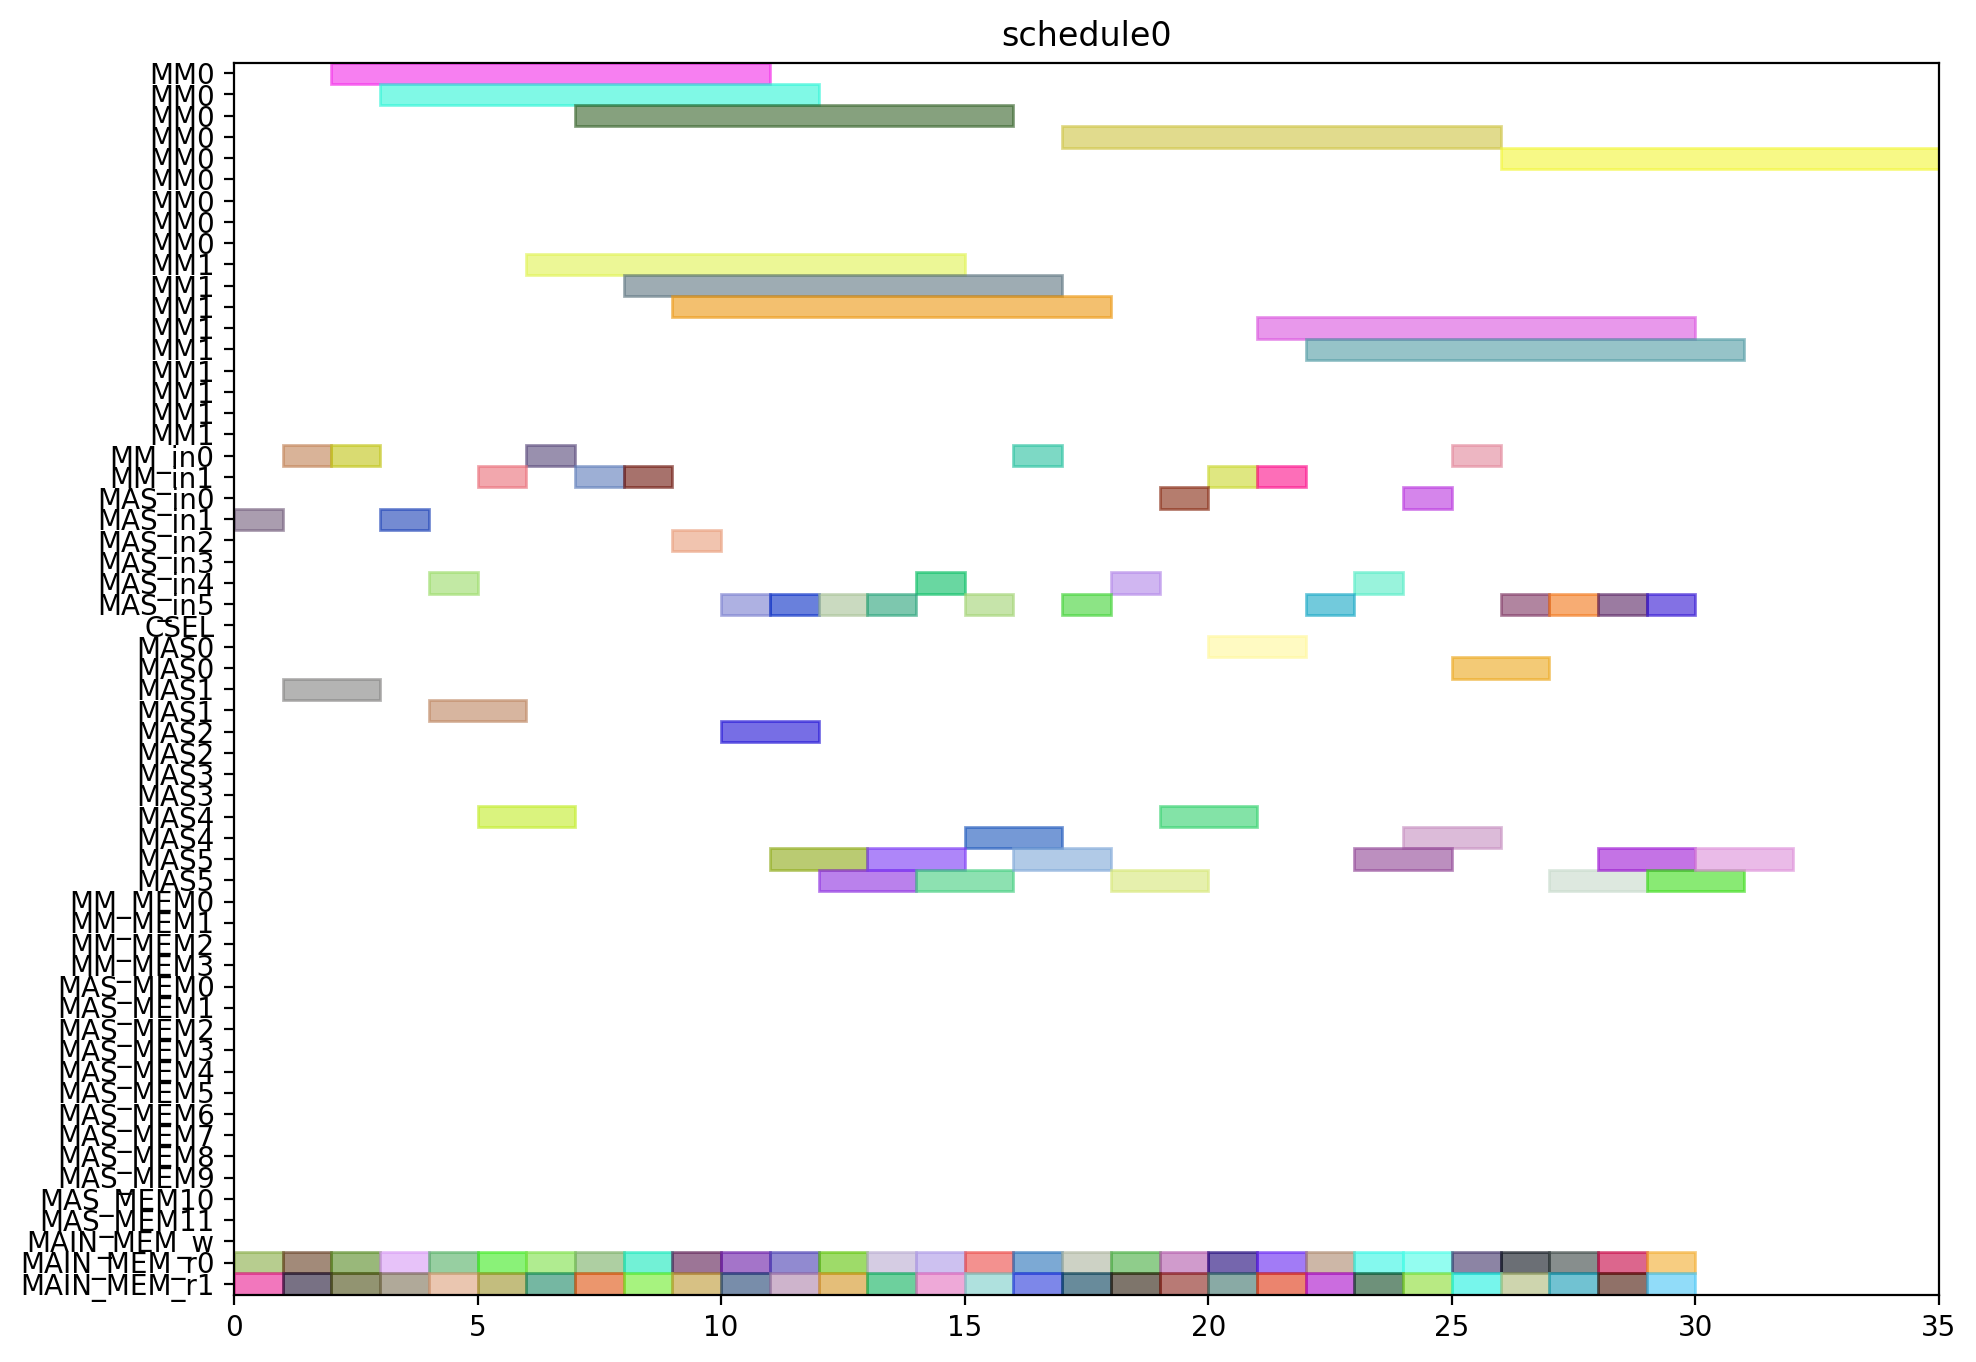 schedule0
MM0
MM0
MM0
MM0
MM0
MM0
MM0
MM0
MM0
MM1
MM1
MM1
MM1
MM1
MM1
MM1
MM1
MM1
MM_in0
MM_in1
MAS_in0
MAS_in1
MAS_in2
MAS_in3
MAS_in4
MAS_in5
CSEL
MAS0
MAS0
MAS1
MAS1
MAS2
MAS2
MAS3
MAS3
MAS4
MAS4
MAS5
MAS5
MM_MEM0
MM_MEM1
MM_MEM2
MM_MEM3
MAS_MEM0
MAS_MEM1
MAS_MEM2
MAS_MEM3
MAS_MEM4
MAS_MEM5
MAS_MEM6
MAS_MEM7
MAS_MEM8
MAS_MEM9
MAS_MEM10
MAS_MEM11
MAIN_MEM_w
MAIN_MEM_r0
MAIN_MEM_r1
0 5 10 15 20 25 30 35